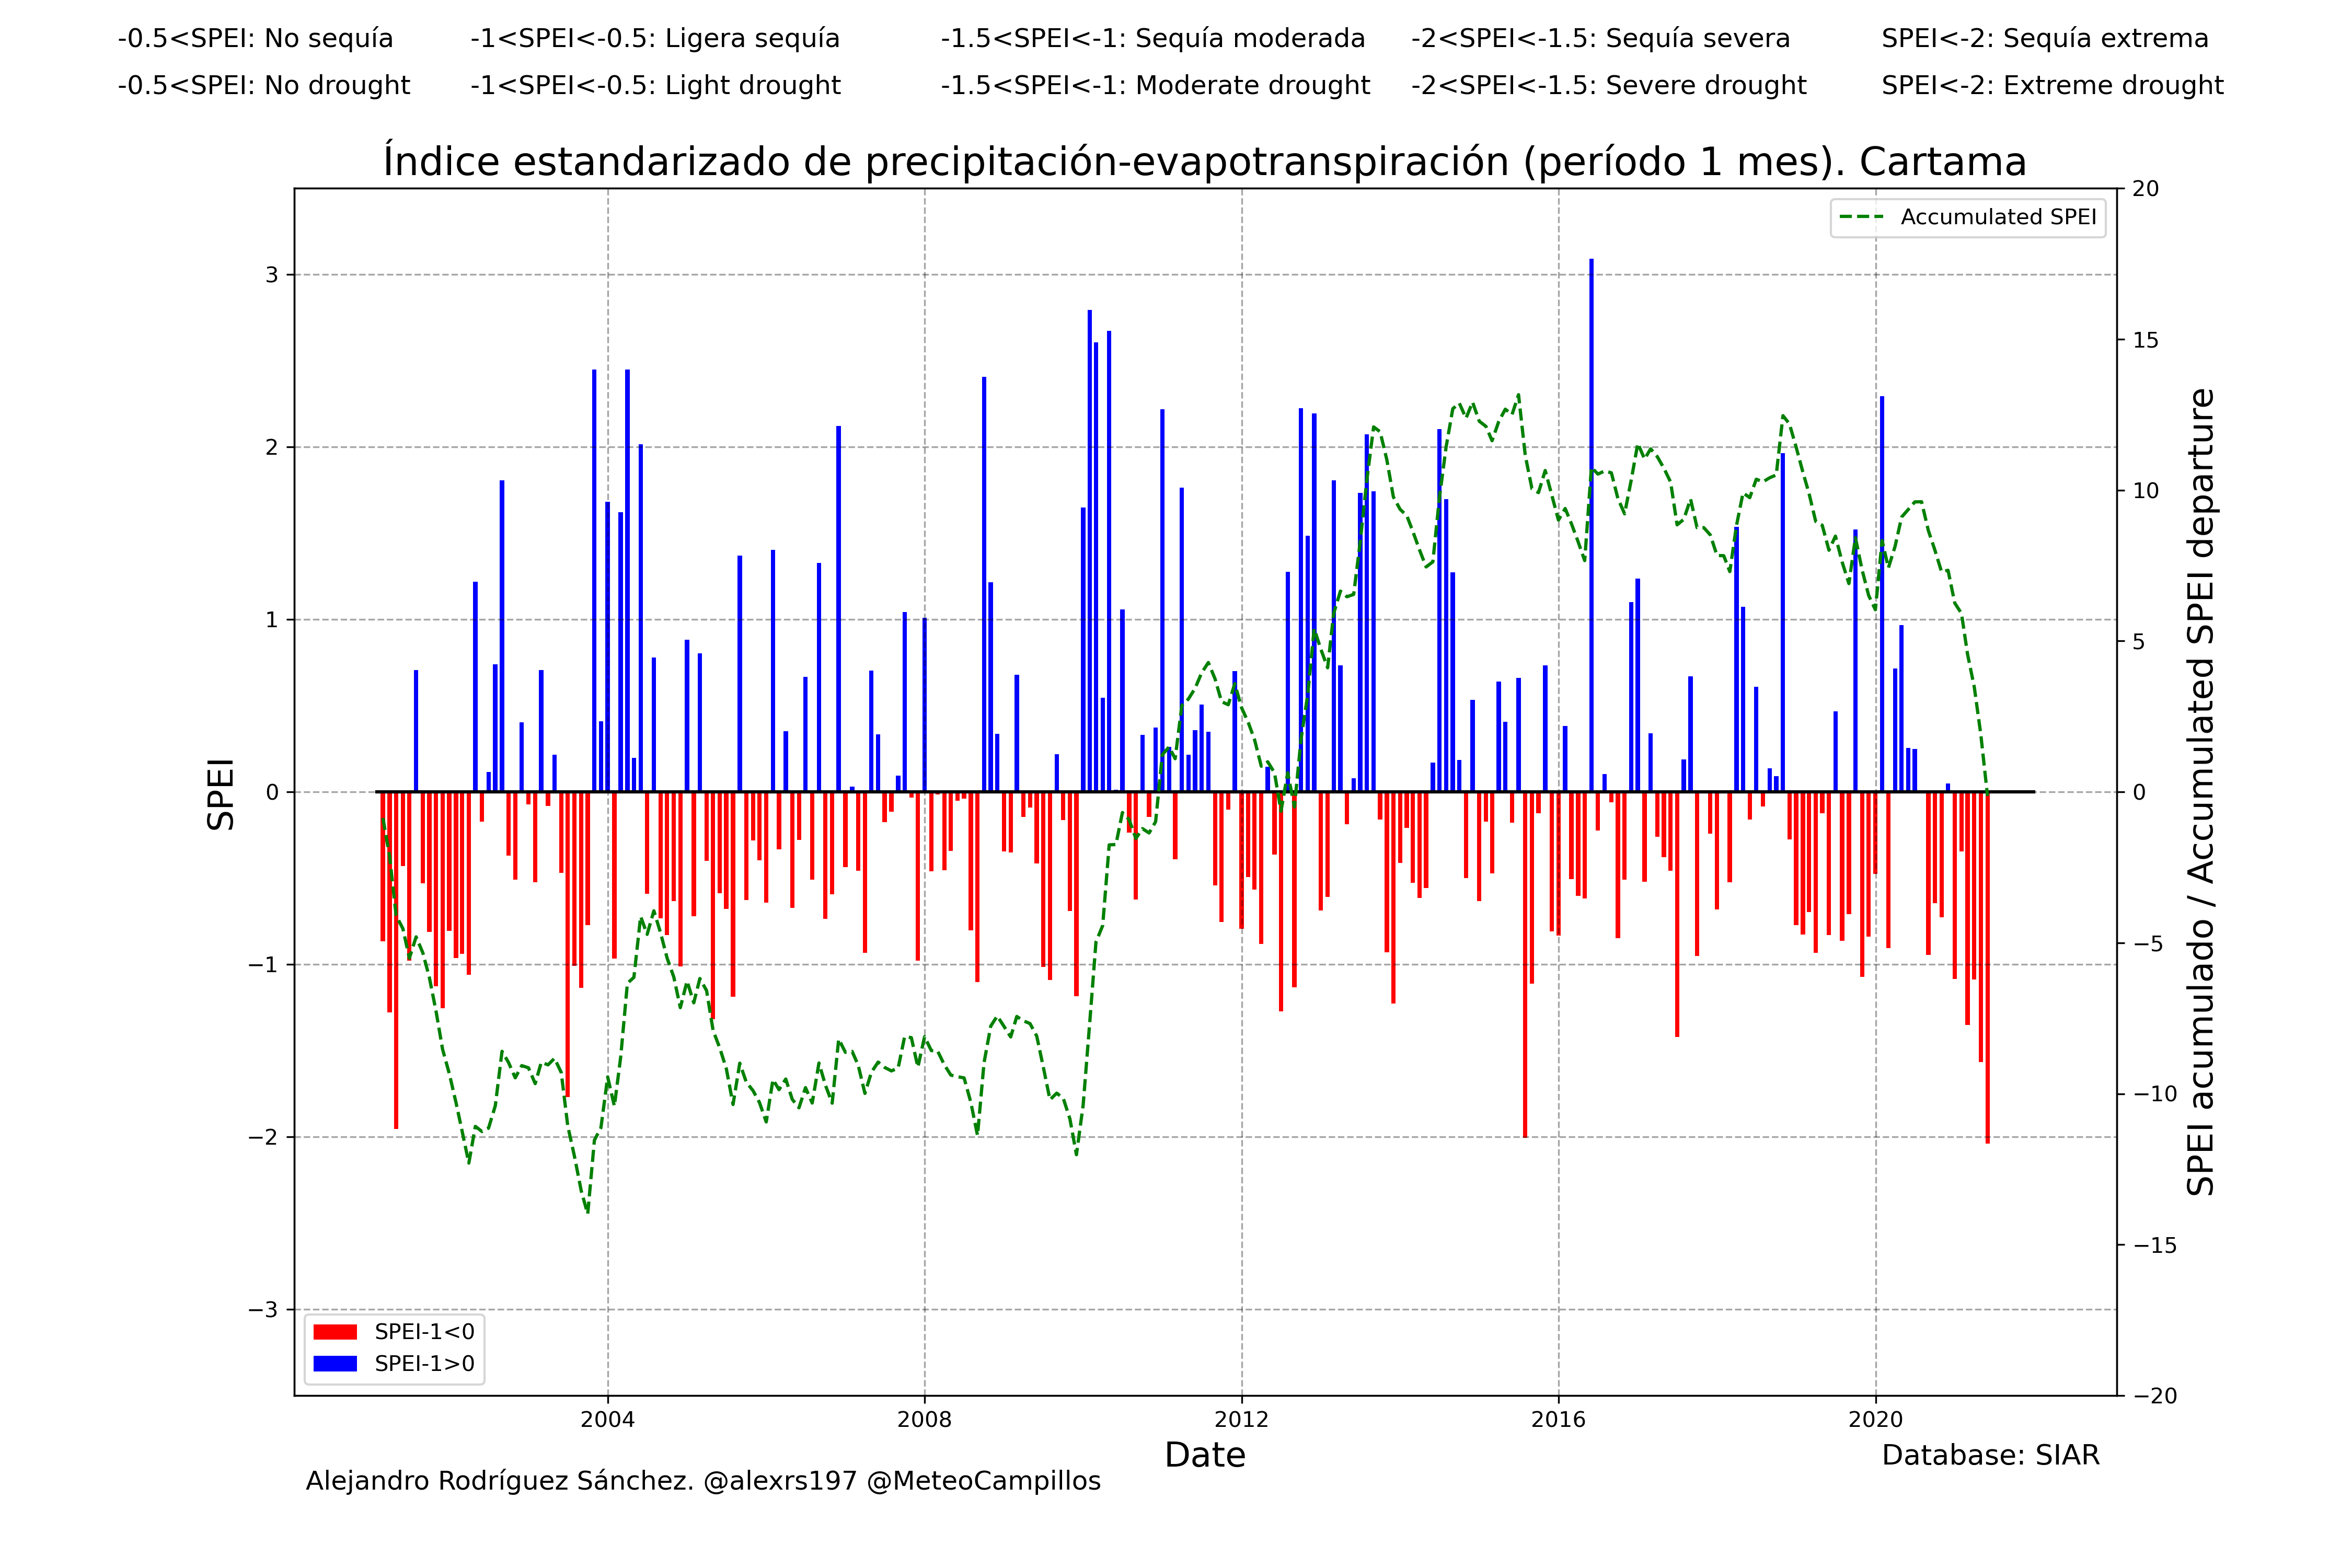 -0.5<SPEI: No sequía -1<SPEI<-0.5: Ligera sequía -1.5<SPEI<-1: Sequía moderada -2<SPEI<-1.5: Sequía severa SPEI<-2: Sequía extrema
-0.5<SPEI: No drought -1<SPEI<-0.5: Light drought -1.5<SPEI<-1: Moderate drought -2<SPEI<-1.5: Severe drought SPEI<-2: Extreme drought
Índice estandarizado de precipitación-evapotranspiración (período 1 mes). Cartama
Accumulated SPEI
SPEI
3
2
1
0
−1
−2
−3
20
15
10
5
0
−5
−10
−15
−20
SPEI acumulado / Accumulated SPEI departure
SPEI-1<0
SPEI-1>0
2004 2008 2012 2016 2020
Date
Database: SIAR
Alejandro Rodríguez Sánchez. @alexrs197 @MeteoCampillos